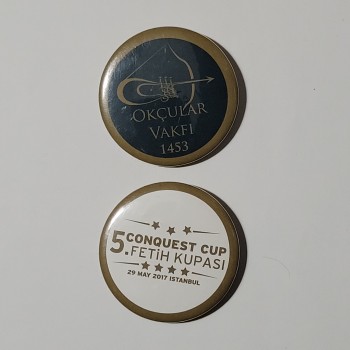 OKÇULAR
VAKFI
1453
5. CONQUEST CUP
FETİH KUPASI
29 MAY 2017 ISTANBUL